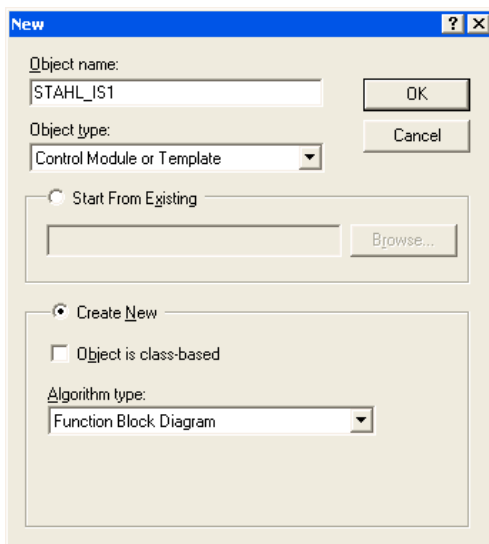 New
Object name:
STAHL_IS1
OK
Object type:
Cancel
Control Module or Template
Start From Existing
Browse...
Create New
Object is class-based
Algorithm type:
Function Block Diagram